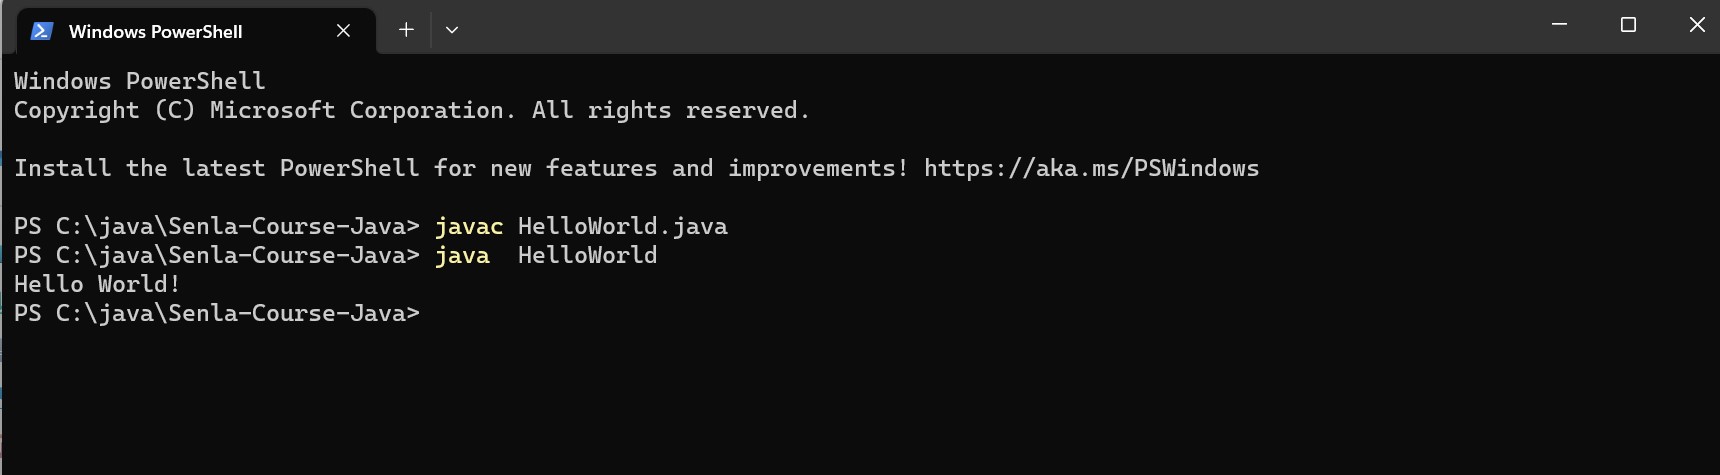 Windows PowerShell
Windows PowerShell
Copyright (C) Microsoft Corporation. All rights reserved.
Install the latest PowerShell for new features and improvements! https://aka.ms/PSWindows
PS C:\java\Senla-Course-Java> javac HelloWorld.java
PS C:\java\Senla-Course-Java> java  HelloWorld
Hello World!
PS C:\java\Senla-Course-Java>